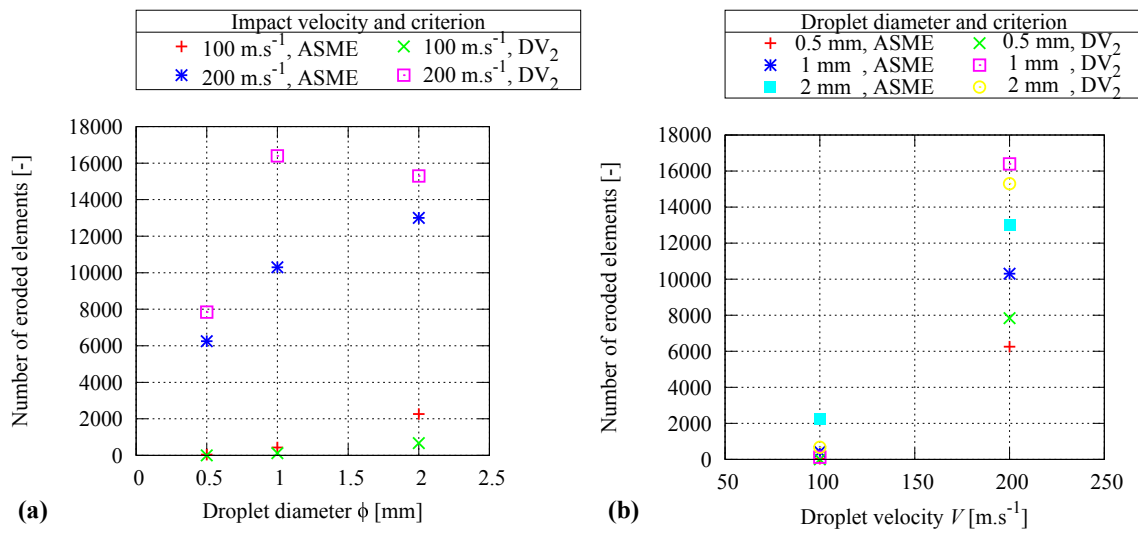 Impact velocity and criterion
100 m.s⁻¹, ASME
100 m.s⁻¹, DV₂
200 m.s⁻¹, ASME
200 m.s⁻¹, DV₂
Number of eroded elements [-]
18000
16000
14000
12000
10000
8000
6000
4000
2000
0
0 0.5 1 1.5 2 2.5
Droplet diameter ϕ [mm]
(a)
Droplet diameter and criterion
0.5 mm, ASME
0.5 mm, DV₂
1 mm , ASME
1 mm , DV₂
2 mm , ASME
2 mm , DV₂
Number of eroded elements [-]
18000
16000
14000
12000
10000
8000
6000
4000
2000
0
50 100 150 200 250
Droplet velocity V [m.s⁻¹]
(b)